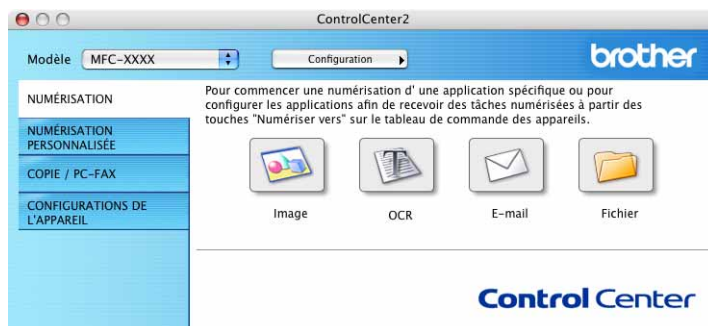 ControlCenter2
Modèle MFC-XXXX Configuration brother
NUMÉRISATION
NUMÉRISATION
PERSONNALISÉE
COPIE / PC-FAX
CONFIGURATIONS DE
L'APPAREIL
Pour commencer une numérisation d' une application spécifique ou pour
configurer les applications afin de recevoir des tâches numérisées à partir des
touches "Numériser vers" sur le tableau de commande des appareils.
Image OCR E-mail Fichier
Control Center